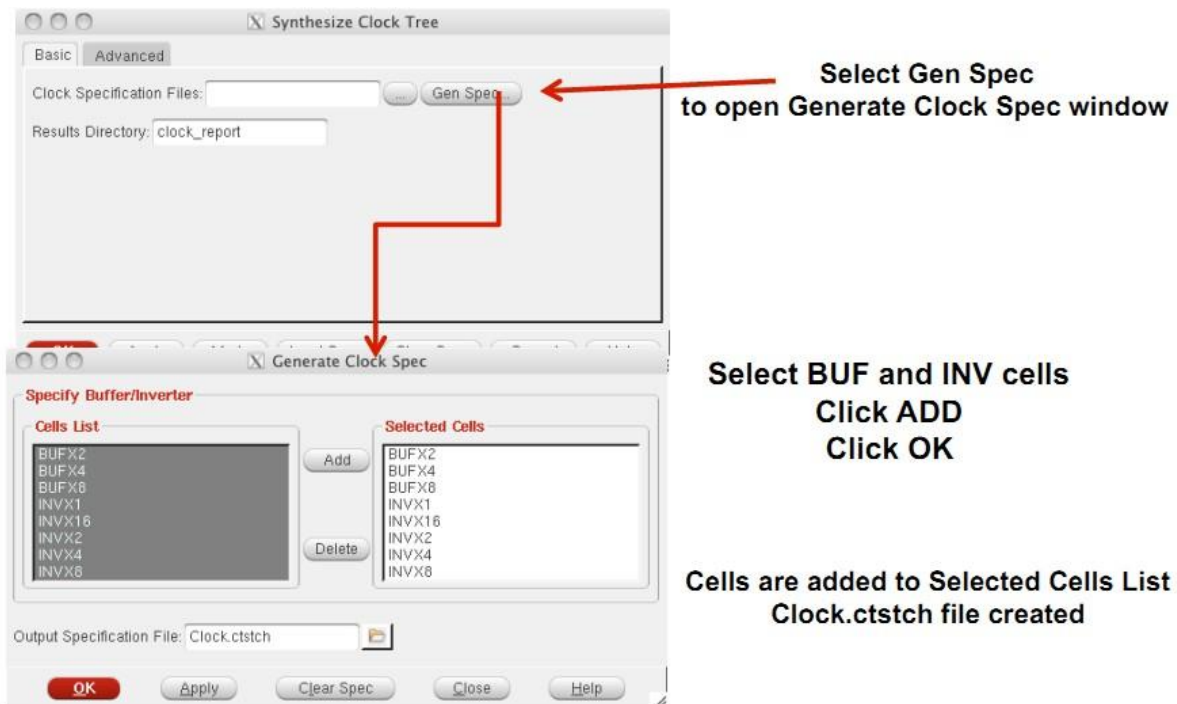 X Synthesize Clock Tree
Basic Advanced
Clock Specification Files: ... Gen Spec...
Results Directory: clock_report
Select Gen Spec
to open Generate Clock Spec window
X Generate Clock Spec
Specify Buffer/Inverter
Cells List
BUFX2
BUFX4
BUFX8
INVX1
INVX16
INVX2
INVX4
INVX8
Add
Delete
Selected Cells
BUFX2
BUFX4
BUFX8
INVX1
INVX16
INVX2
INVX4
INVX8
Output Specification File: Clock.ctstch
OK Apply Clear Spec Close Help
Select BUF and INV cells
Click ADD
Click OK
Cells are added to Selected Cells List
Clock.ctstch file created